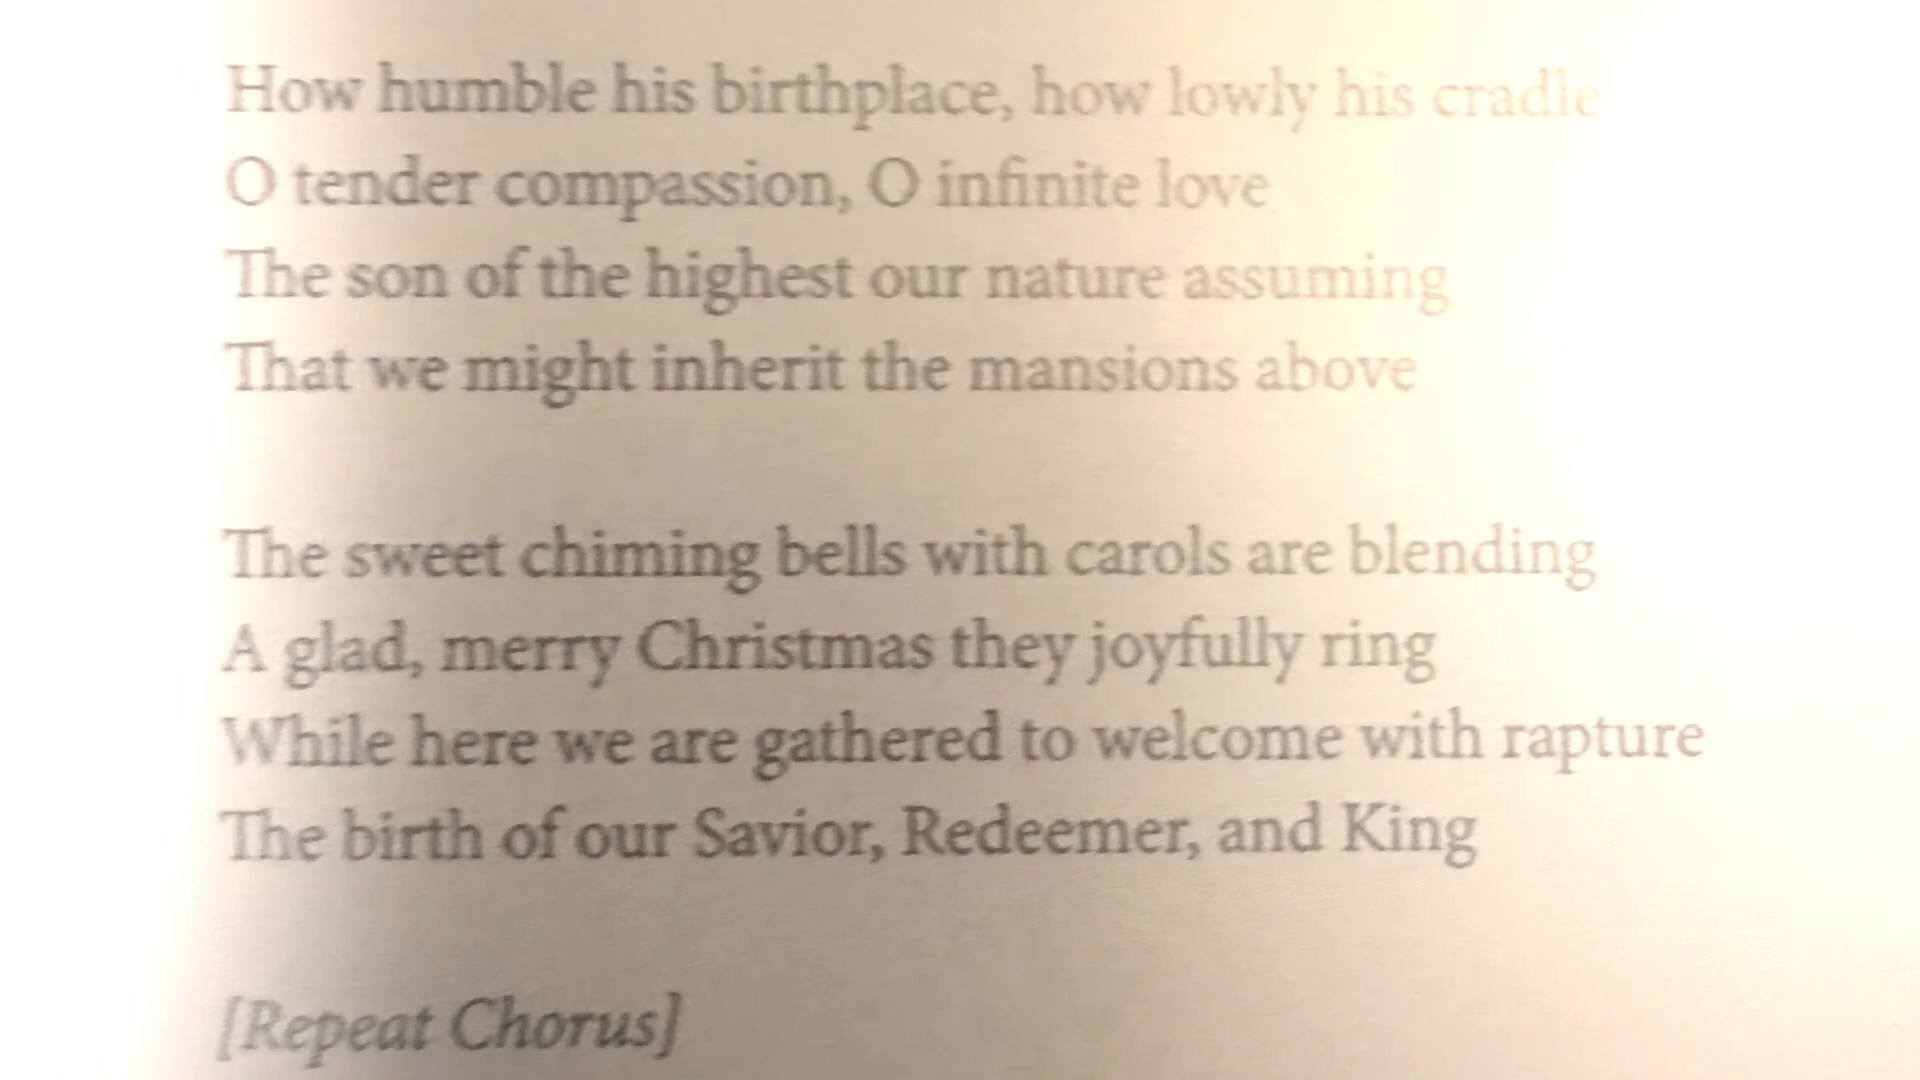 How humble his birthplace, how lowly his cradle
O tender compassion, O infinite love
The son of the highest our nature assuming
That we might inherit the mansions above
The sweet chiming bells with carols are blending
A glad, merry Christmas they joyfully ring
While here we are gathered to welcome with rapture
The birth of our Savior, Redeemer, and King
[Repeat Chorus]